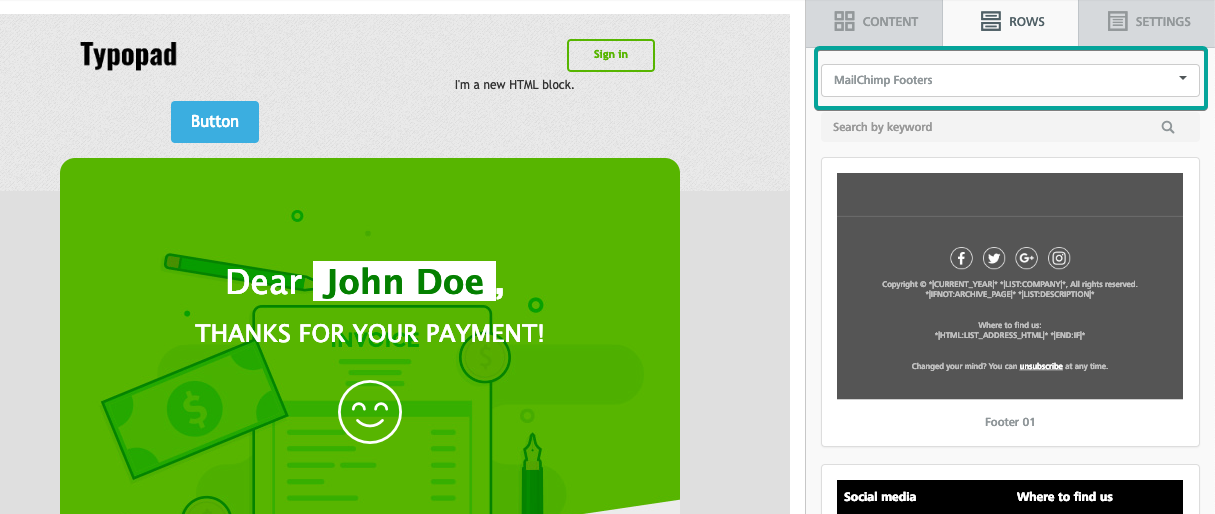 Typopad
Sign in
I'm a new HTML block.
Button
Dear John Doe,
THANKS FOR YOUR PAYMENT!
INVOICE
$
$
CONTENT
ROWS
SETTINGS
MailChimp Footers
Search by keyword
Copyright © *|CURRENT_YEAR|* *|LIST:COMPANY|*, All rights reserved.
*|IFNOT:ARCHIVE_PAGE|* *|LIST:DESCRIPTION|*
Where to find us:
*|HTML:LIST_ADDRESS_HTML|* *|END:IF|*
Changed your mind? You can unsubscribe at any time.
Footer 01
Social media
Where to find us